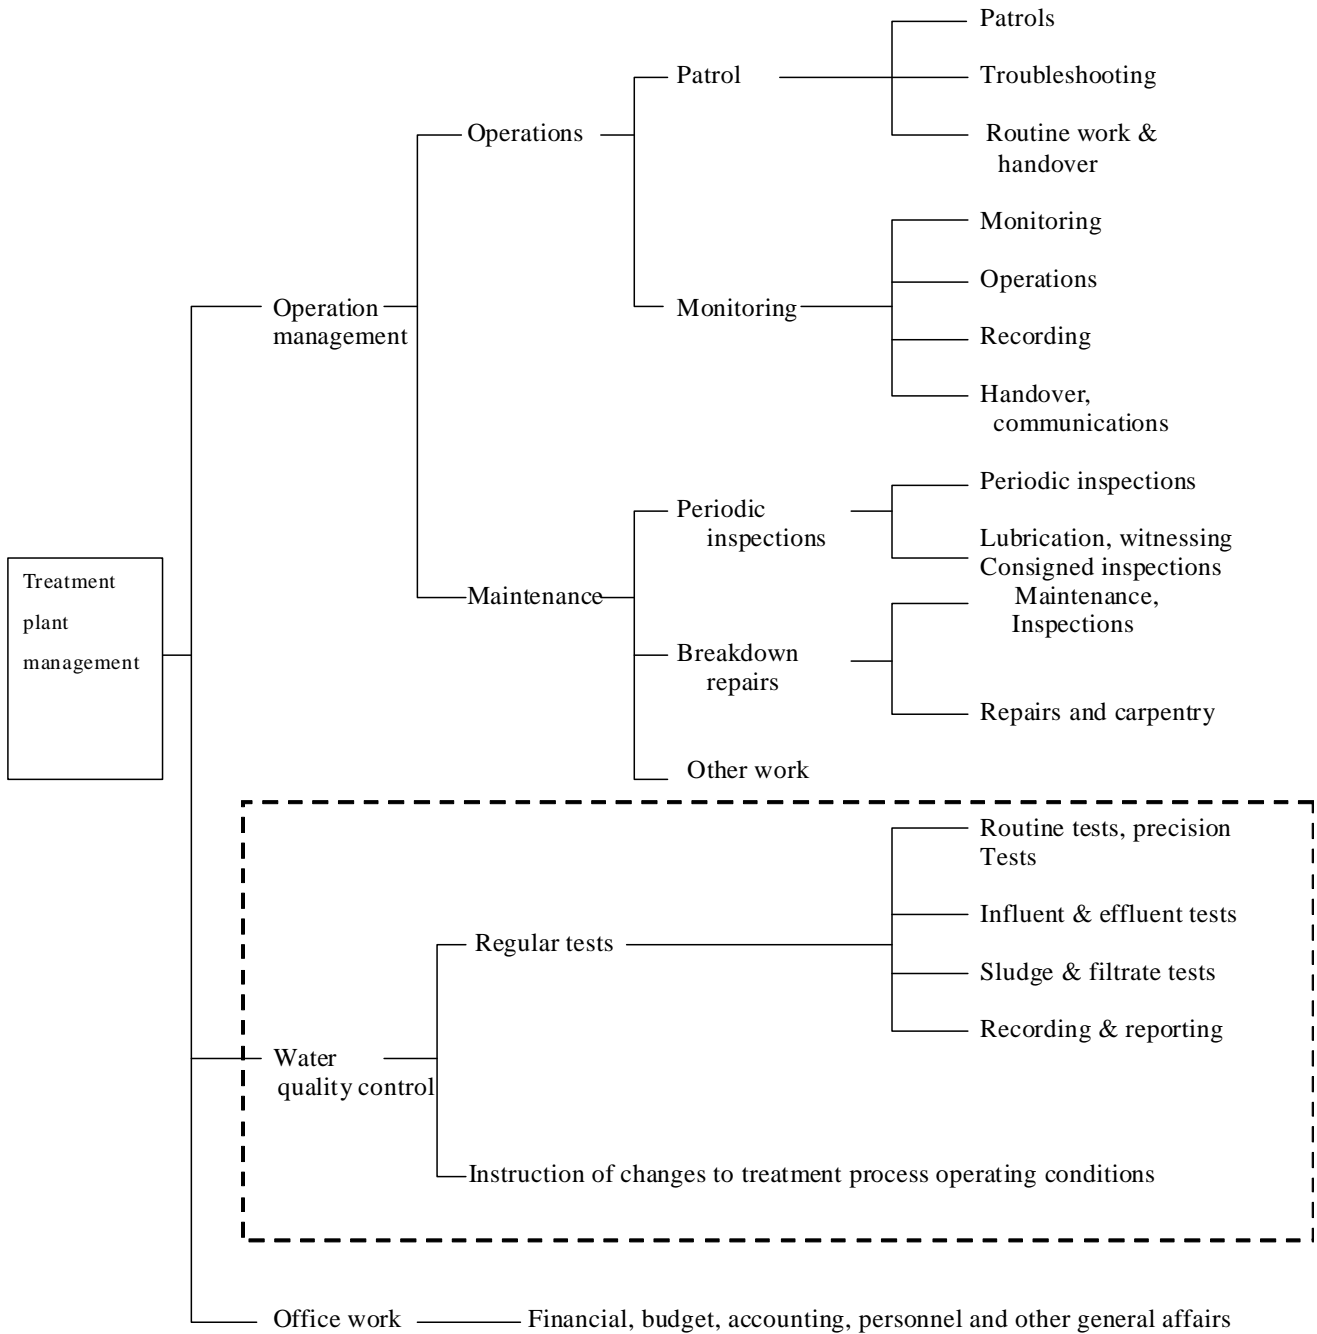 Treatment
plant
management
Operation
management
Operations
Patrol
Patrols
Troubleshooting
Routine work &
handover
Monitoring
Monitoring
Operations
Recording
Handover,
communications
Maintenance
Periodic
inspections
Periodic inspections
Lubrication, witnessing
Consigned inspections
Breakdown
repairs
Maintenance,
Inspections
Repairs and carpentry
Other work
Water
quality control
Regular tests
Routine tests, precision
Tests
Influent & effluent tests
Sludge & filtrate tests
Recording & reporting
Instruction of changes to treatment process operating conditions
Office work
Financial, budget, accounting, personnel and other general affairs